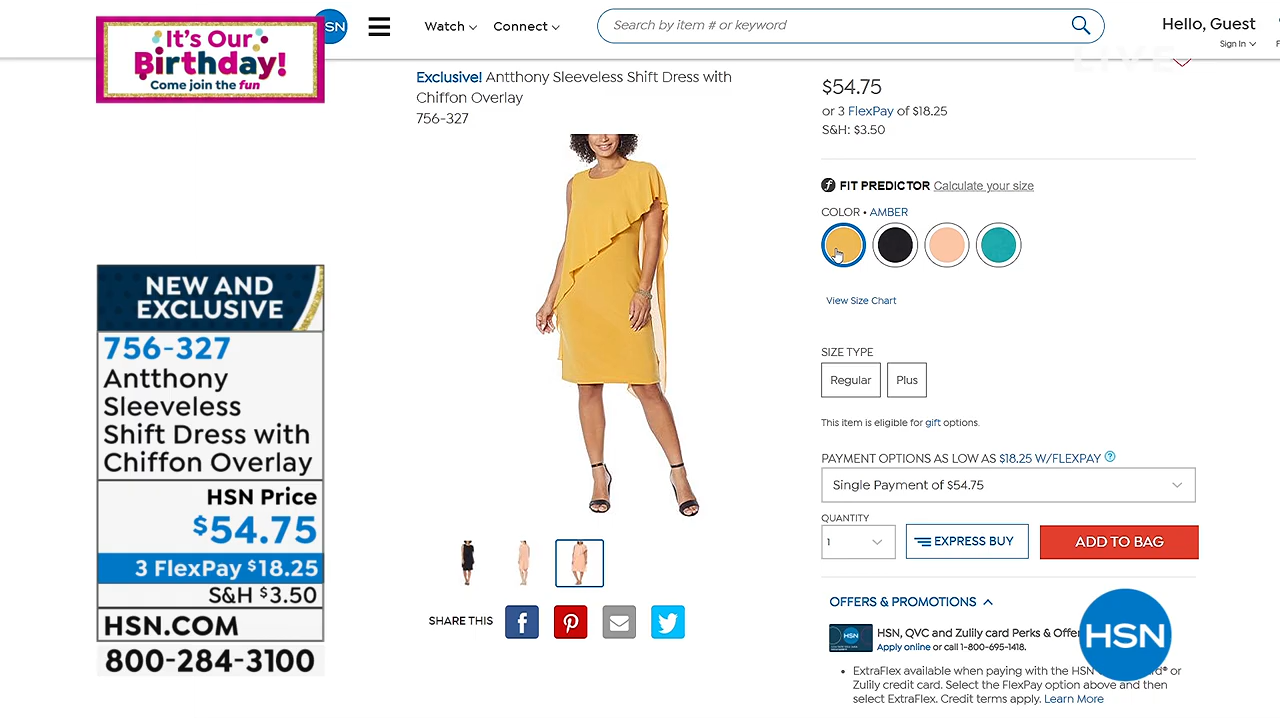 It's Our
Birthday!
Come join the fun
SN
Watch
Connect
Search by item # or keyword
Hello, Guest
Sign In
LIVE
Exclusive! Antthony Sleeveless Shift Dress with
Chiffon Overlay
756-327
$54.75
or 3 FlexPay of $18.25
S&H: $3.50
FIT PREDICTOR Calculate your size
COLOR • AMBER
View Size Chart
SIZE TYPE
Regular
Plus
This item is eligible for gift options.
PAYMENT OPTIONS AS LOW AS $18.25 W/FLEXPAY ?
Single Payment of $54.75
QUANTITY
1
EXPRESS BUY
ADD TO BAG
OFFERS & PROMOTIONS
HSN
HSN, QVC and Zulily card Perks & Offe
Apply online or call 1-800-695-1418.
HSN
• ExtraFlex available when paying with the HSN d® or
Zulily credit card. Select the FlexPay option above and then
select ExtraFlex. Credit terms apply. Learn More
SHARE THIS
NEW AND
EXCLUSIVE
756-327
Antthony
Sleeveless
Shift Dress with
Chiffon Overlay
HSN Price
$54.75
3 FlexPay $18.25
S&H $3.50
HSN.COM
800-284-3100